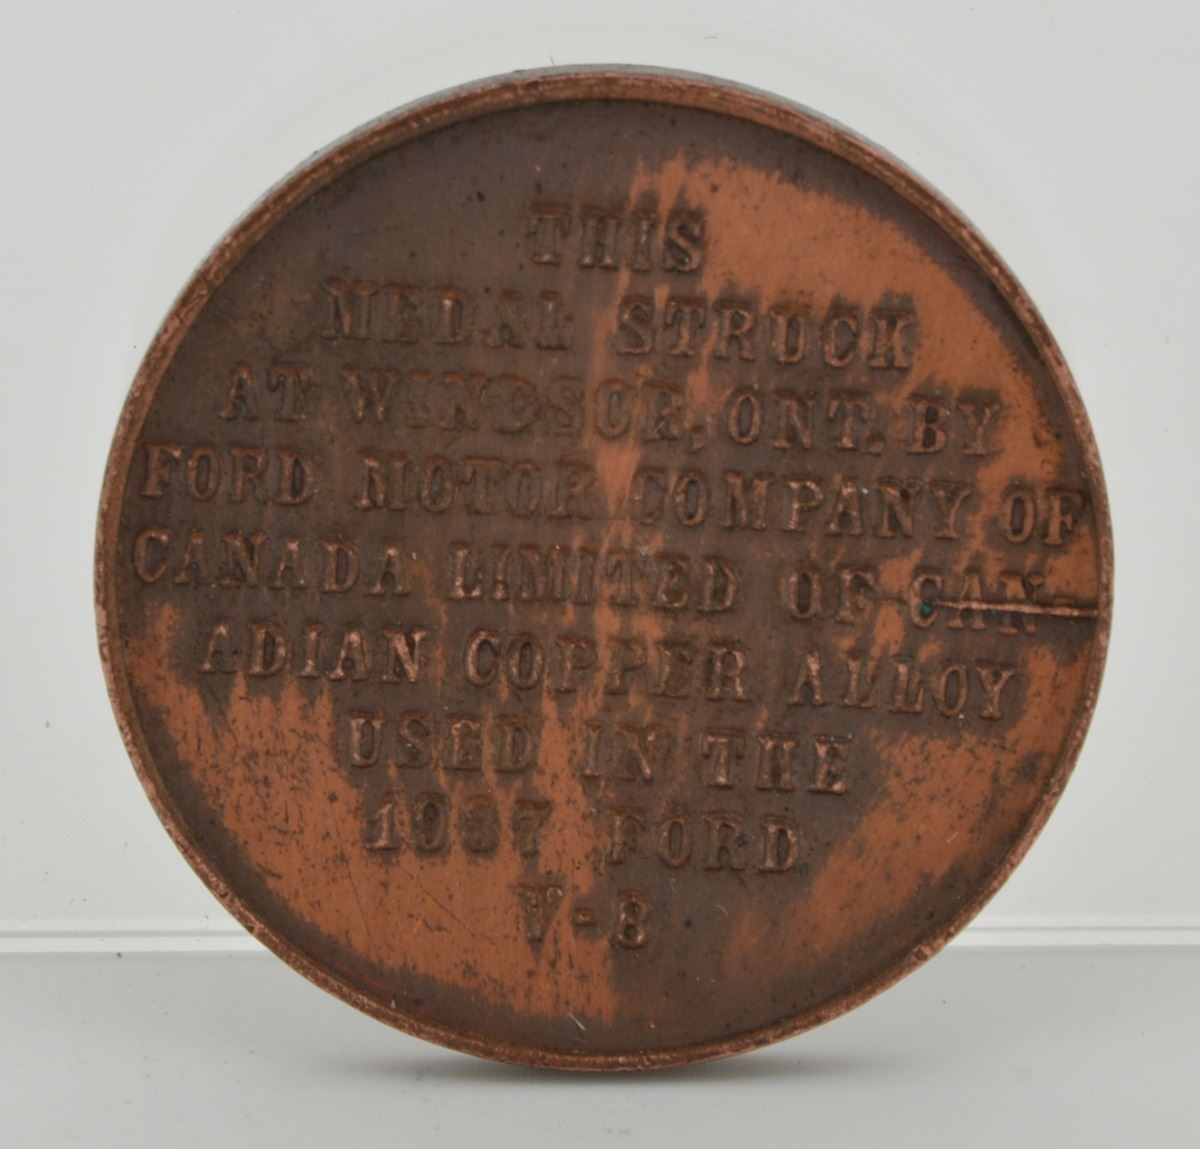 THIS
MEDAL STRUCK
AT WINDSOR, ONT. BY
FORD MOTOR COMPANY OF
CANADA LIMITED OF CAN-
ADIAN COPPER ALLOY
USED IN THE
1937 FORD
V-8